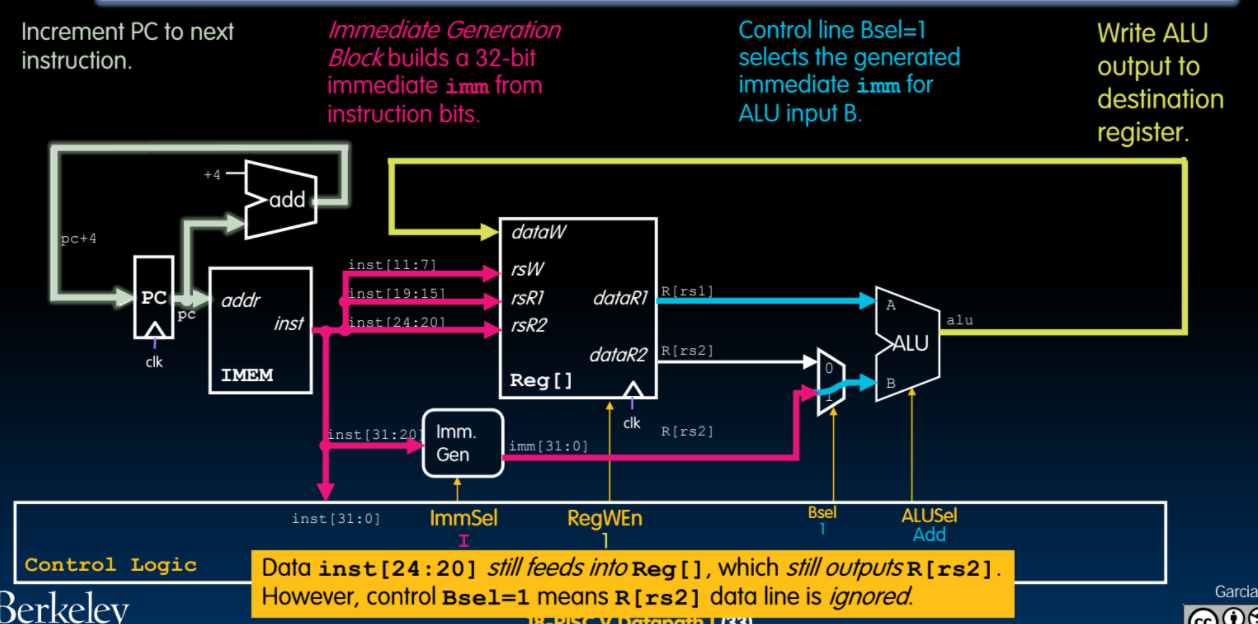 Increment PC to next
instruction.
Immediate Generation
Block builds a 32-bit
immediate imm from
instruction bits.
Control line Bsel=1
selects the generated
immediate imm for
ALU input B.
Write ALU
output to
destination
register.
+4
add
pc+4
PC
clk
pc
addr
inst
IMEM
inst[11:7]
inst[19:15]
inst[24:20]
dataW
rsW
rsR1
rsR2
dataR1
dataR2
Reg[]
clk
R[rs1]
R[rs2]
R[rs2]
0
1
A
B
ALU
alu
inst[31:20]
Imm.
Gen
imm[31:0]
inst[31:0]
ImmSel
I
RegWEn
1
Bsel
1
ALUSel
Add
Control Logic
Data inst[24:20] still feeds into Reg[], which still outputs R[rs2].
However, control Bsel=1 means R[rs2] data line is ignored.
Berkeley
18-RISC V Datapath I (33)
Garcia
cc